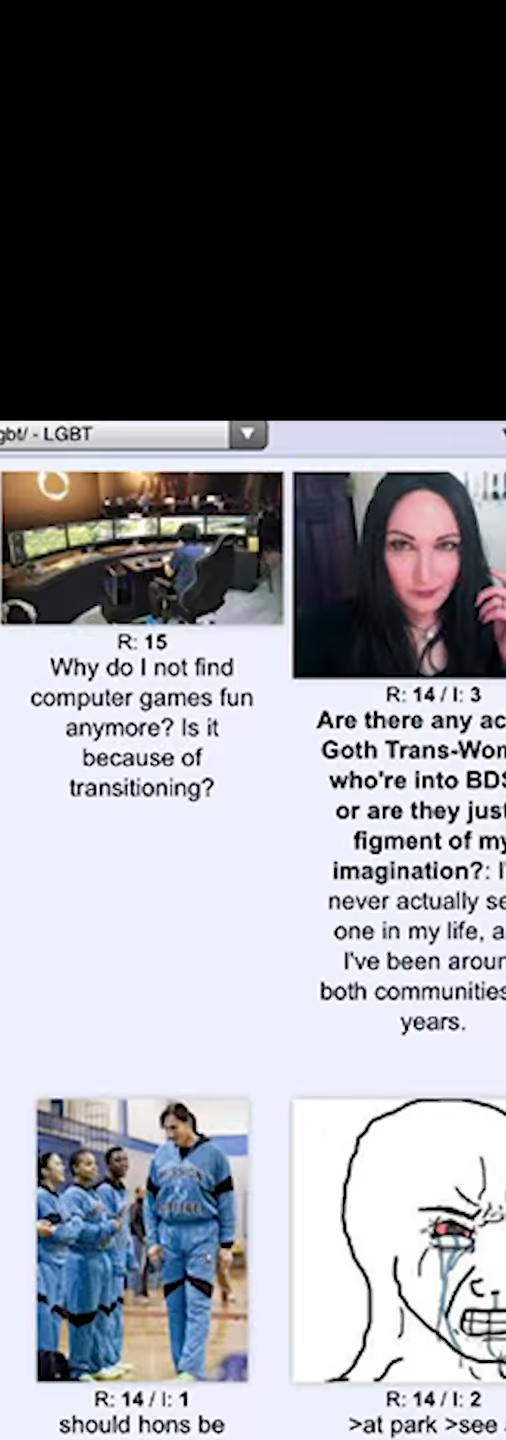 gbt/ - LGBT
R: 15
Why do I not find
computer games fun
anymore? Is it
because of
transitioning?
R: 14 / I: 3
Are there any ac
Goth Trans-Wom
who're into BDS
or are they just
figment of my
imagination?: I'
never actually se
one in my life, a
I've been aroun
both communities
years.
R: 14 / I: 1
should hons be
R: 14 / I: 2
>at park >see